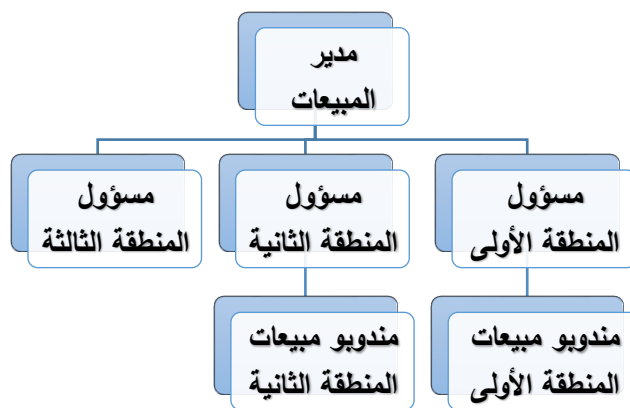 مدير
المبيعات
مسؤول
المنطقة الأولى
مسؤول
المنطقة الثانية
مسؤول
المنطقة الثالثة
مندوبو مبيعات
المنطقة الأولى
مندوبو مبيعات
المنطقة الثانية